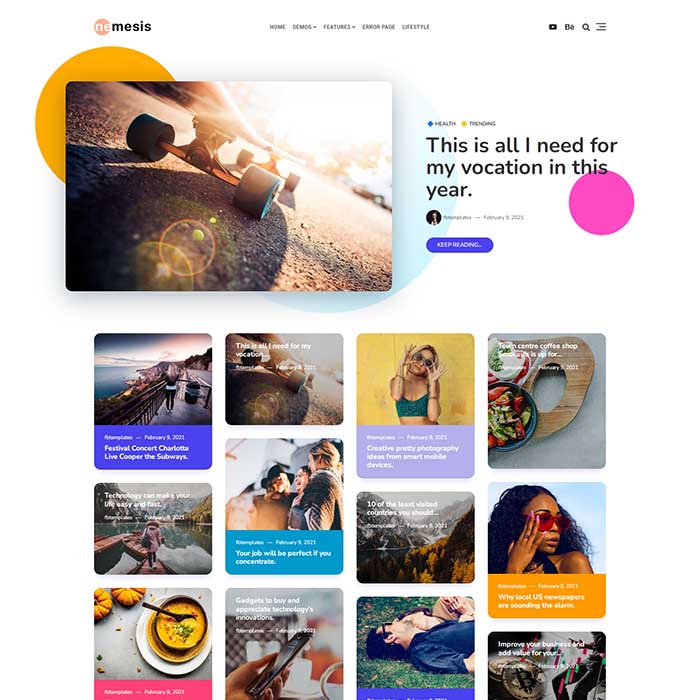 nemesis
HOME DEMOS FEATURES ERROR PAGE LIFESTYLE
Bē
HEALTH TRENDING
This is all I need for
my vocation in this
year.
fbtemplates — February 9, 2021
KEEP READING...
fbtemplates — February 9, 2021
Festival Concert Charlotte
Live Cooper the Subways.
This is all I need for my
vocation...
fbtemplates — February 9, 2021
fbtemplates — February 9, 2021
Creative pretty photography
ideas from smart mobile
devices.
Town centre coffee shop
Smokey's is up for...
fbtemplates — February 9, 2021
Technology can make your
life easy and fast.
fbtemplates — February 9, 2021
fbtemplates — February 9, 2021
Your job will be perfect if you
concentrate.
10 of the least visited
countries you should...
fbtemplates — February 9, 2021
fbtemplates — February 9, 2021
Why local US newspapers
are sounding the alarm.
Gadgets to buy and
appreciate technology's
innovations.
fbtemplates — February 9, 2021
Improve your business and
add value for your...
fbtemplates — February 9, 2021